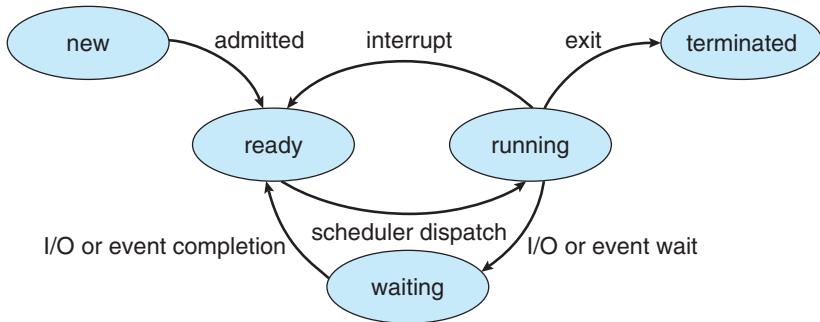 new
admitted
interrupt
exit
terminated
ready
running
I/O or event completion
scheduler dispatch
I/O or event wait
waiting